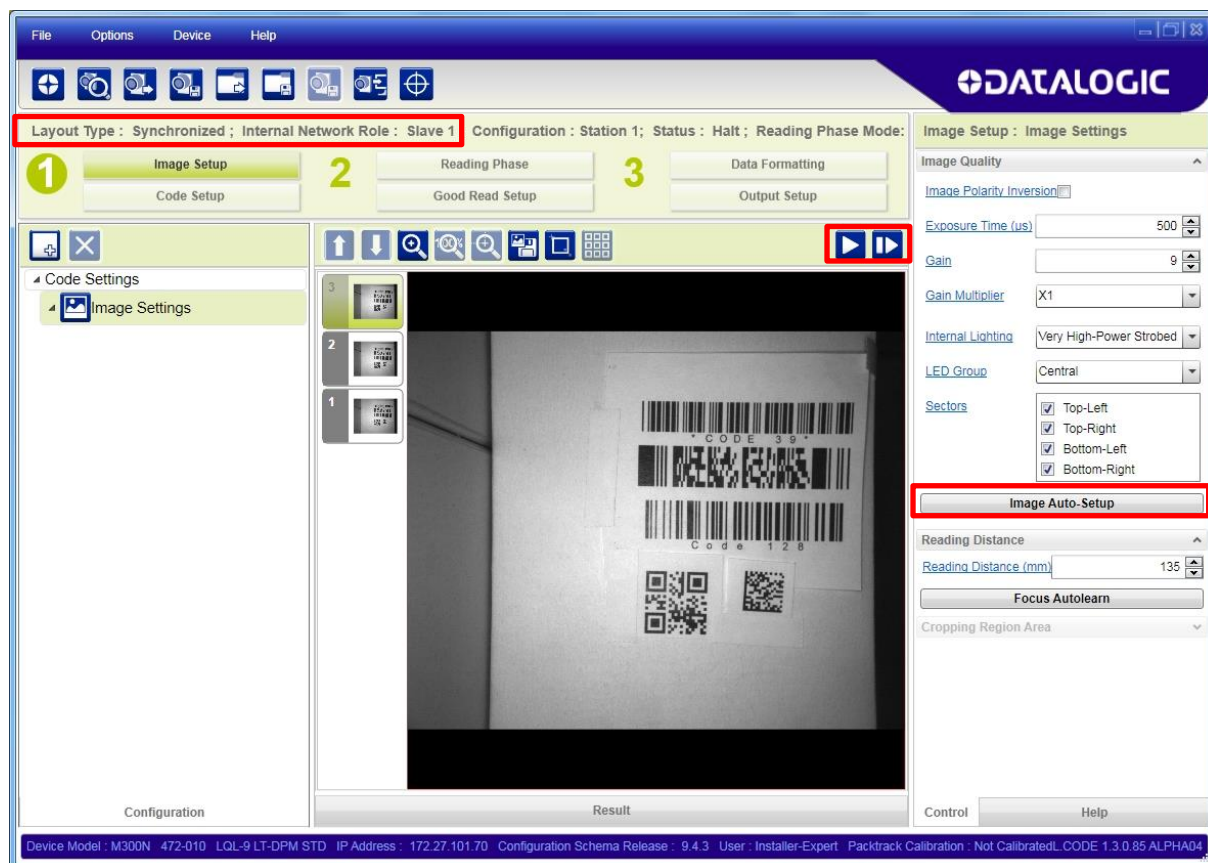 File Options Device Help
DATALOGIC
Layout Type : Synchronized ; Internal Network Role : Slave 1 Configuration : Station 1; Status : Halt ; Reading Phase Mode:
1 Image Setup 2 Reading Phase 3 Data Formatting
Code Setup Good Read Setup Output Setup
Code Settings
Image Settings
100%
3
2
1
* CODE 39 *
Code 128
Image Setup : Image Settings
Image Quality
Image Polarity Inversion
Exposure Time (us) 500
Gain 9
Gain Multiplier X1
Internal Lighting Very High-Power Strobed
LED Group Central
Sectors Top-Left
Top-Right
Bottom-Left
Bottom-Right
Image Auto-Setup
Reading Distance
Reading Distance (mm) 135
Focus Autolearn
Cropping Region Area
Configuration Result Control Help
Device Model : M300N 472-010 LQL-9 LT-DPM STD IP Address : 172.27.101.70 Configuration Schema Release : 9.4.3 User : Installer-Expert Packtrack Calibration : Not CalibratedL.CODE 1.3.0.85 ALPHA04